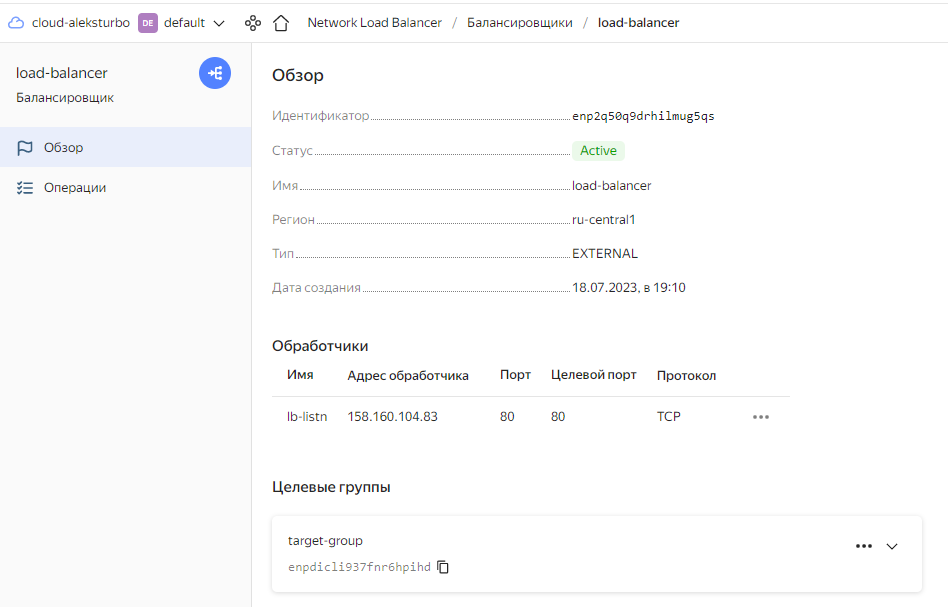 cloud-aleksturbo DE default Network Load Balancer / Балансировщики / load-balancer
load-balancer
Балансировщик
Обзор
Операции
Обзор
Идентификатор enp2q50q9drhilmug5qs
Статус Active
Имя load-balancer
Регион ru-central1
Тип EXTERNAL
Дата создания 18.07.2023, в 19:10
Обработчики
Имя Адрес обработчика Порт Целевой порт Протокол
lb-listn 158.160.104.83 80 80 TCP
Целевые группы
target-group
enpdicli937fnr6hpihd